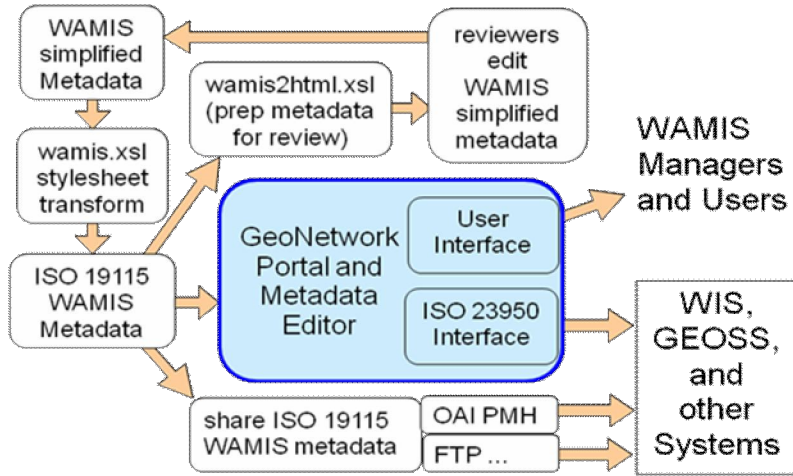 WAMIS
simplified
Metadata
reviewers
edit
WAMIS
simplified
metadata
wamis2html.xsl
(prep metadata
for review)
wamis.xsl
stylesheet
transform
WAMIS
Managers
and Users
GeoNetwork
Portal and
Metadata
Editor
User
Interface
ISO 23950
Interface
ISO 19115
WAMIS
Metadata
WIS,
GEOSS,
and
other
Systems
share ISO 19115
WAMIS metadata
OAI PMH
FTP ...